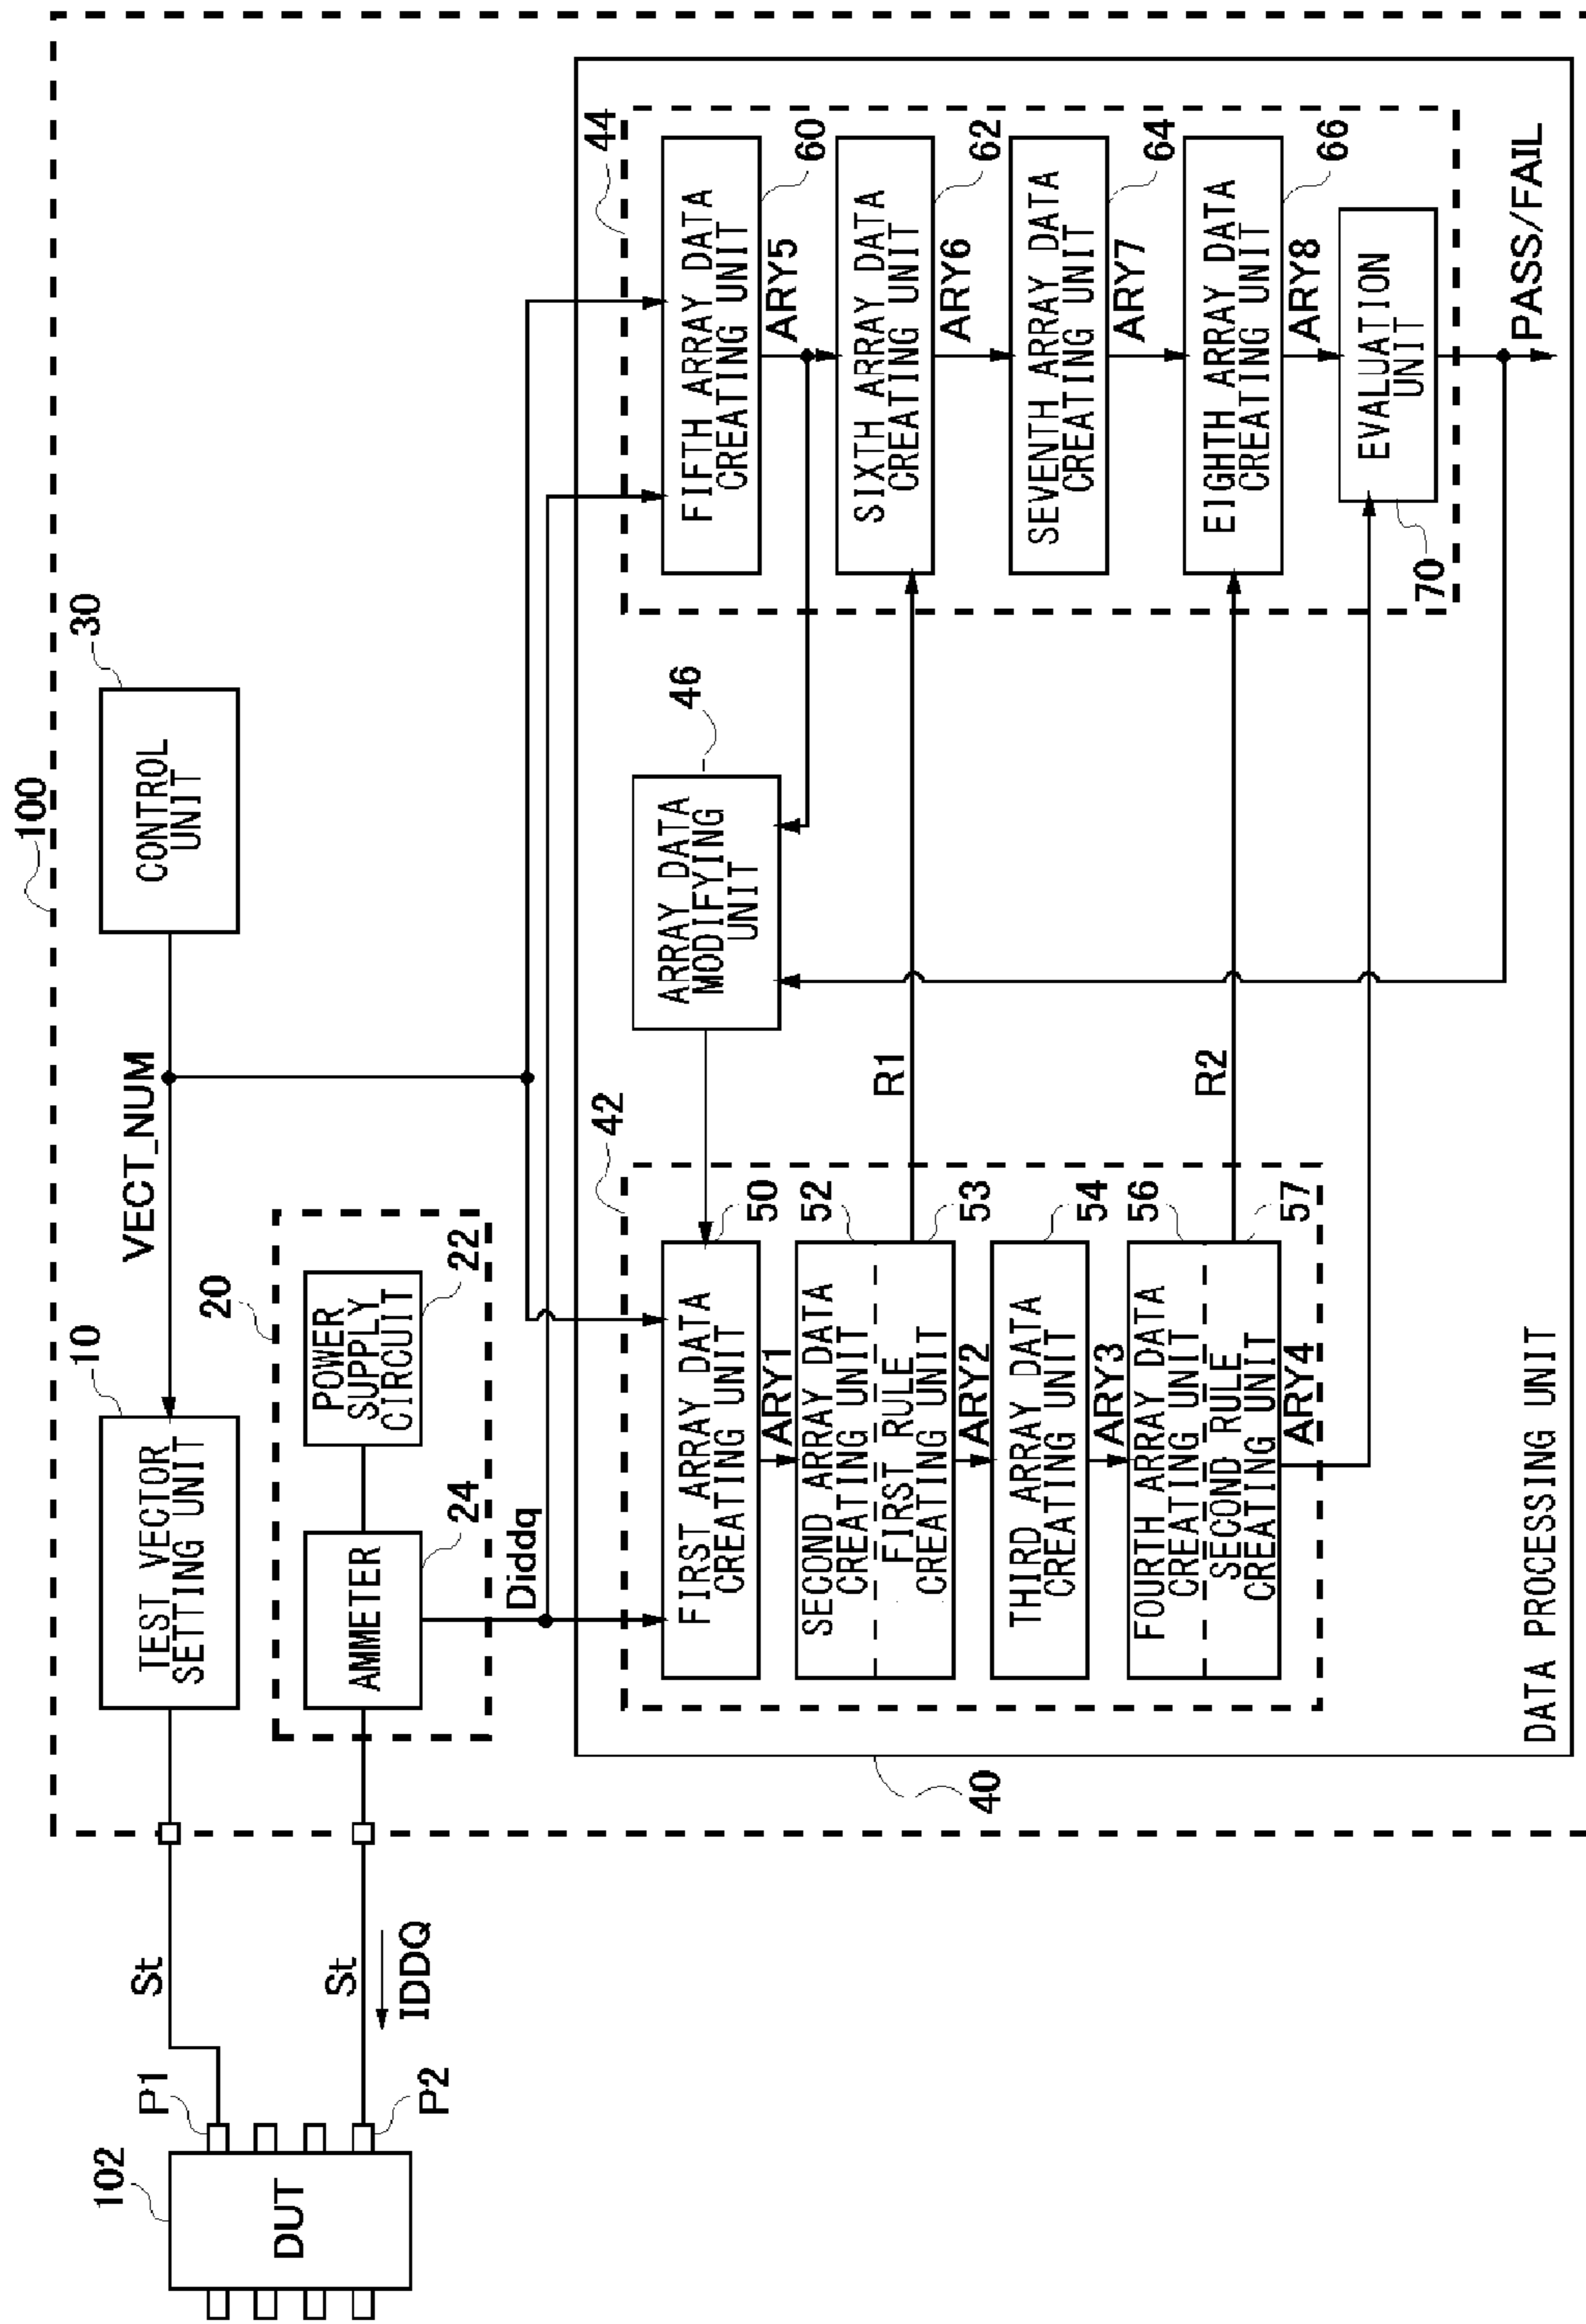 100
102
DUT
P1
P2
St
St
IDDQ
10
TEST VECTOR
SETTING UNIT
VECT_NUM
30
CONTROL
UNIT
20
AMMETER
24
POWER
SUPPLY
CIRCUIT
22
Diddq
40
42
FIRST ARRAY DATA
CREATING UNIT
50
ARY1
SECOND ARRAY DATA
CREATING UNIT
52
FIRST RULE
CREATING UNIT
53
ARY2
THIRD ARRAY DATA
CREATING UNIT
54
ARY3
FOURTH ARRAY DATA
CREATING UNIT
56
SECOND RULE
CREATING UNIT
57
ARY4
ARRAY DATA
MODIFYING
UNIT
46
R1
R2
44
FIFTH ARRAY DATA
CREATING UNIT
60
ARY5
SIXTH ARRAY DATA
CREATING UNIT
62
ARY6
SEVENTH ARRAY DATA
CREATING UNIT
64
ARY7
EIGHTH ARRAY DATA
CREATING UNIT
66
ARY8
EVALUATION
UNIT
70
PASS/FAIL
DATA PROCESSING UNIT